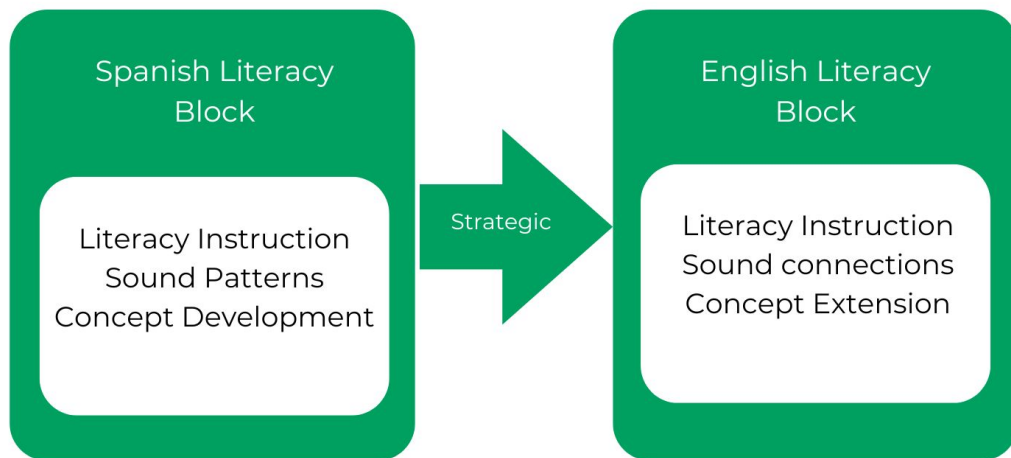 Spanish Literacy
Block
Literacy Instruction
Sound Patterns
Concept Development
Strategic
English Literacy
Block
Literacy Instruction
Sound connections
Concept Extension